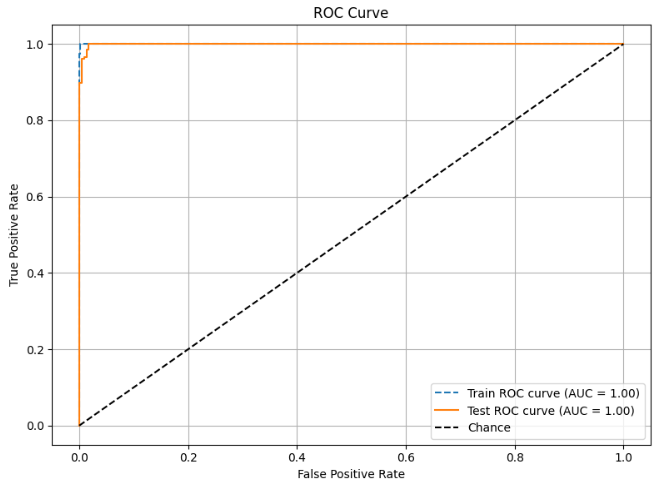 ROC Curve
1.0
0.8
0.6
0.4
0.2
0.0
True Positive Rate
0.0 0.2 0.4 0.6 0.8 1.0
False Positive Rate
Train ROC curve (AUC = 1.00)
Test ROC curve (AUC = 1.00)
Chance